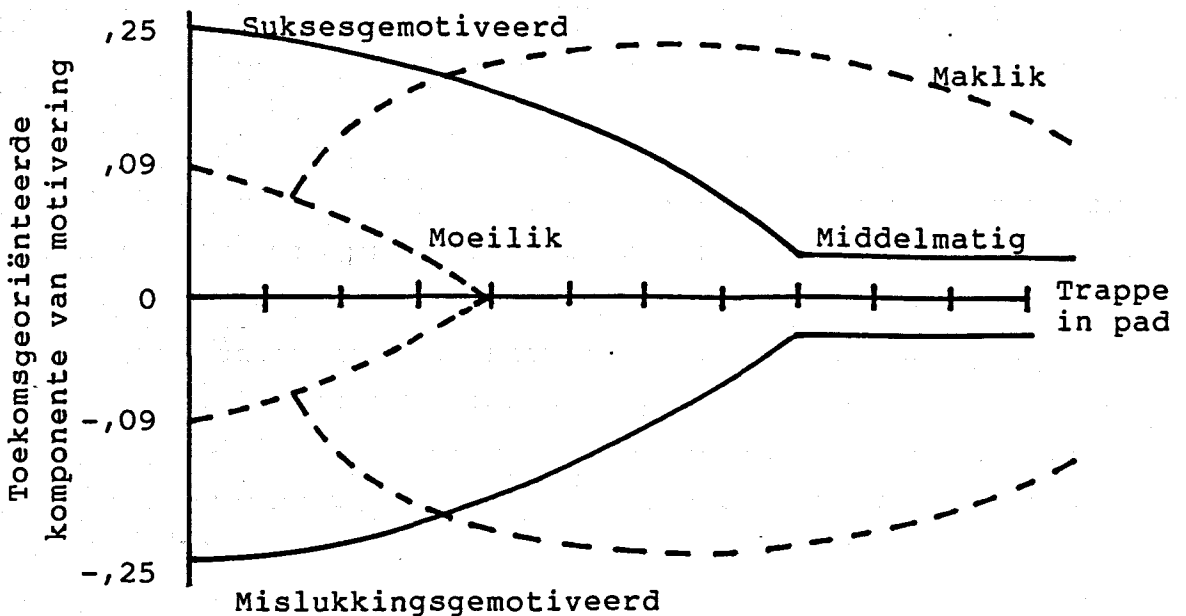 Toekomsgeoriënteerde
komponente van motivering
,25
,09
0
-,09
-,25
Suksesgemotiveerd
Maklik
Moeilik
Middelmatig
Trappe
in pad
Mislukkingsgemotiveerd